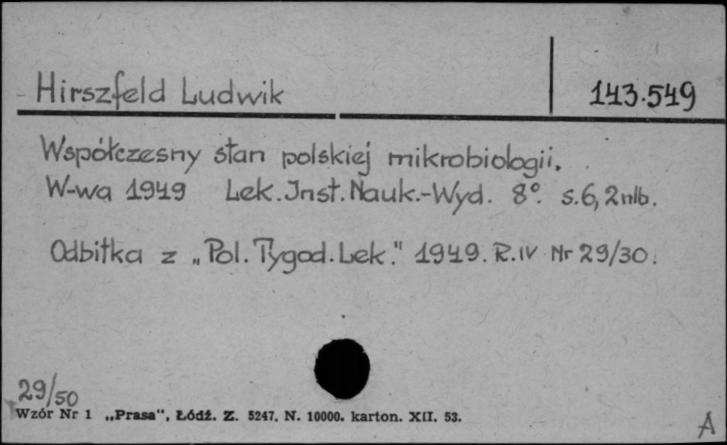 Hirszfeld Ludwik 143.549
Współczesny stan polskiej mikrobiologii.
W-wa 1949 Lek. Inst. Nauk.-Wyd. 8°. s.6, 2nlb.
Odbitka z „Pol. Tygod. Lek." 1949. R.IV Nr 29/30.
29/50
Wzór Nr 1 „Prasa", Łódź. Z. 5247. N. 10000. karton. XII. 53.
A